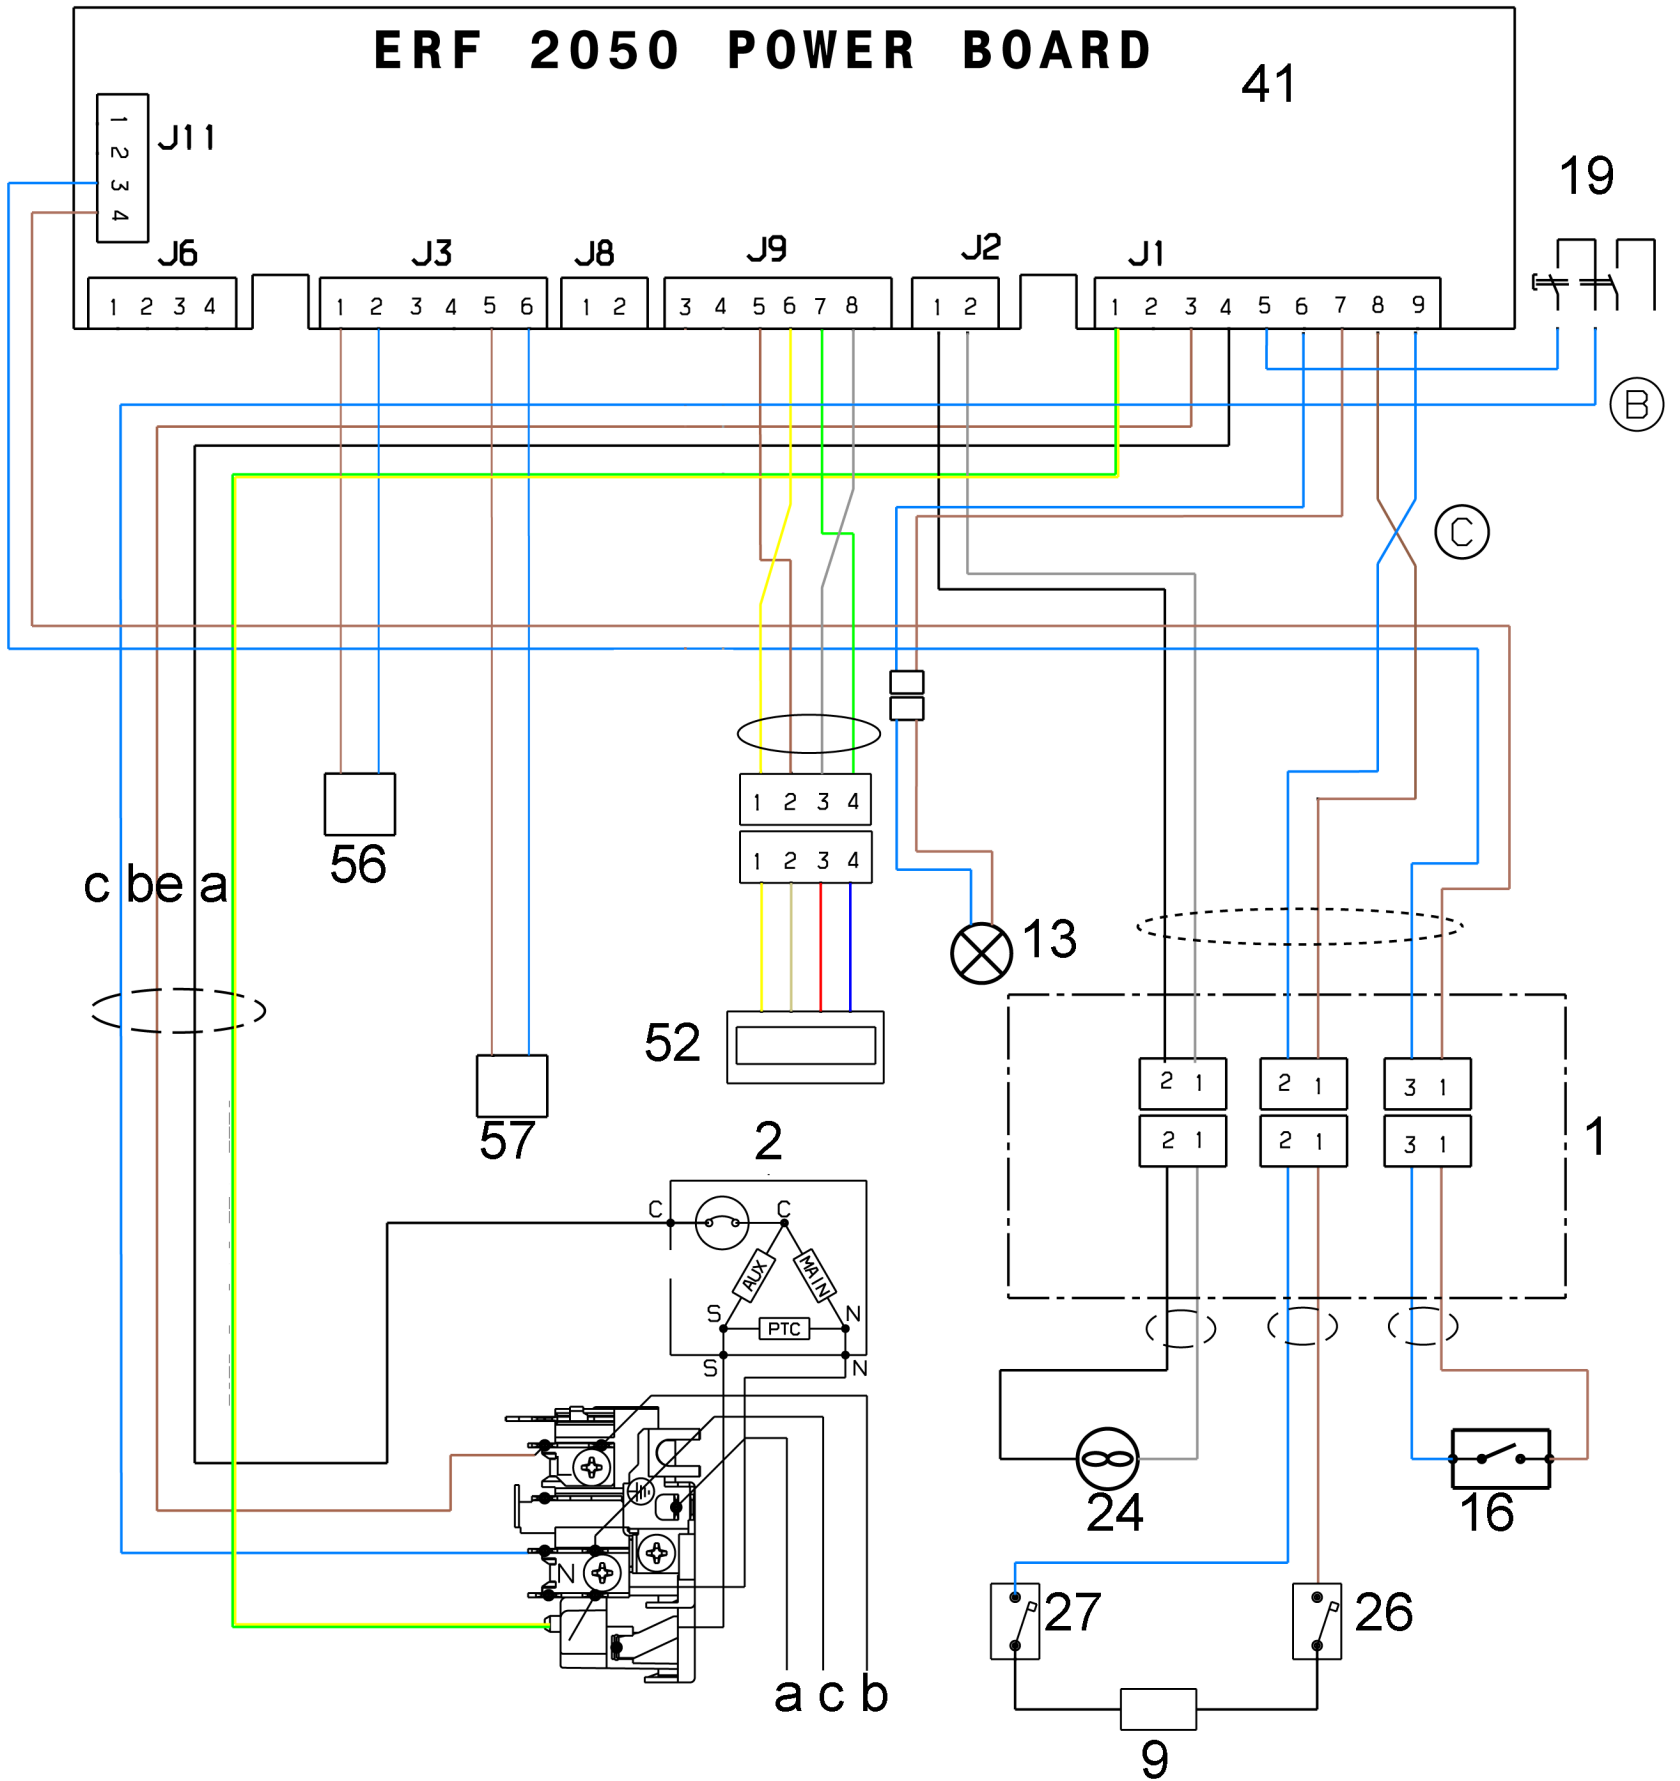 ERF 2050 POWER BOARD
41
J11
1
2
3
4
19
J6 J3 J8 J9 J2 J1
1 2 3 4
1 2 3 4 5 6
1 2
3 4 5 6 7 8
1 2
1 2 3 4 5 6 7 8 9
B
C
1 2 3 4
1 2 3 4
56
c b e a
13
52
57
2
2 1 2 1 3 1
2 1 2 1 3 1
1
C C
AUX MAIN
S N
PTC
S N
N
24
16
27
26
a c b
9